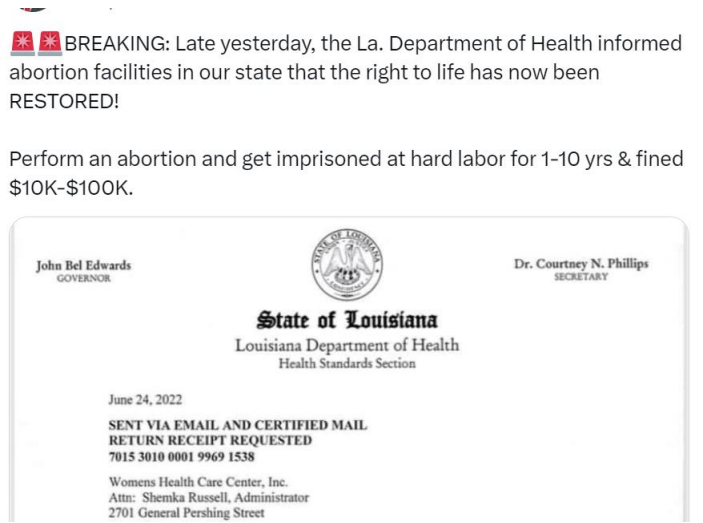 🚨🚨BREAKING: Late yesterday, the La. Department of Health informed
abortion facilities in our state that the right to life has now been
RESTORED!
Perform an abortion and get imprisoned at hard labor for 1-10 yrs & fined
$10K-$100K.
STATE OF LOUISIANA
John Bel Edwards
GOVERNOR
Dr. Courtney N. Phillips
SECRETARY
State of Louisiana
Louisiana Department of Health
Health Standards Section
June 24, 2022
SENT VIA EMAIL AND CERTIFIED MAIL
RETURN RECEIPT REQUESTED
7015 3010 0001 9969 1538
Womens Health Care Center, Inc.
Attn: Shemka Russell, Administrator
2701 General Pershing Street